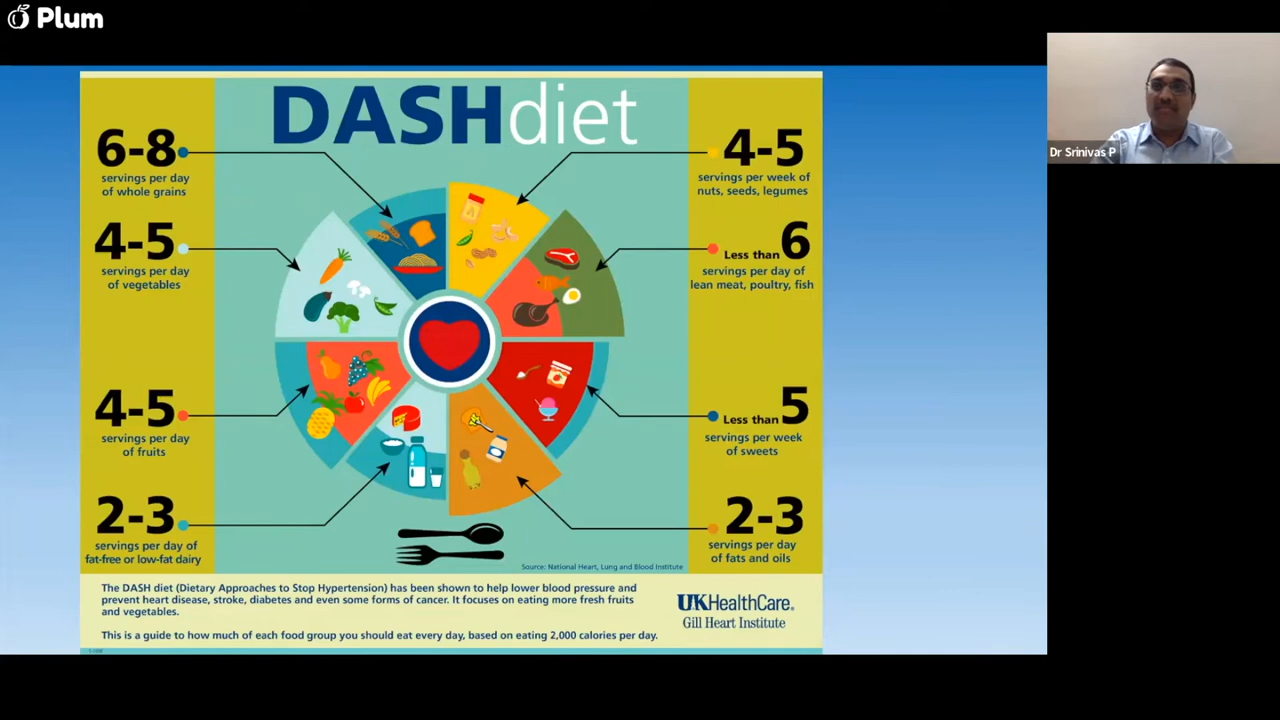 Plum
DASHdiet
6-8
servings per day
of whole grains
4-5
servings per day
of vegetables
4-5
servings per day
of fruits
2-3
servings per day of
fat-free or low-fat dairy
4-5
servings per week of
nuts, seeds, legumes
Less than 6
servings per day of
lean meat, poultry, fish
Less than 5
servings per week
of sweets
2-3
servings per day
of fats and oils
Source: National Heart, Lung and Blood Institute
The DASH diet (Dietary Approaches to Stop Hypertension) has been shown to help lower blood pressure and
prevent heart disease, stroke, diabetes and even some forms of cancer. It focuses on eating more fresh fruits
and vegetables.
This is a guide to how much of each food group you should eat every day, based on eating 2,000 calories per day.
UKHealthCare.
Gill Heart Institute
Dr Srinivas P